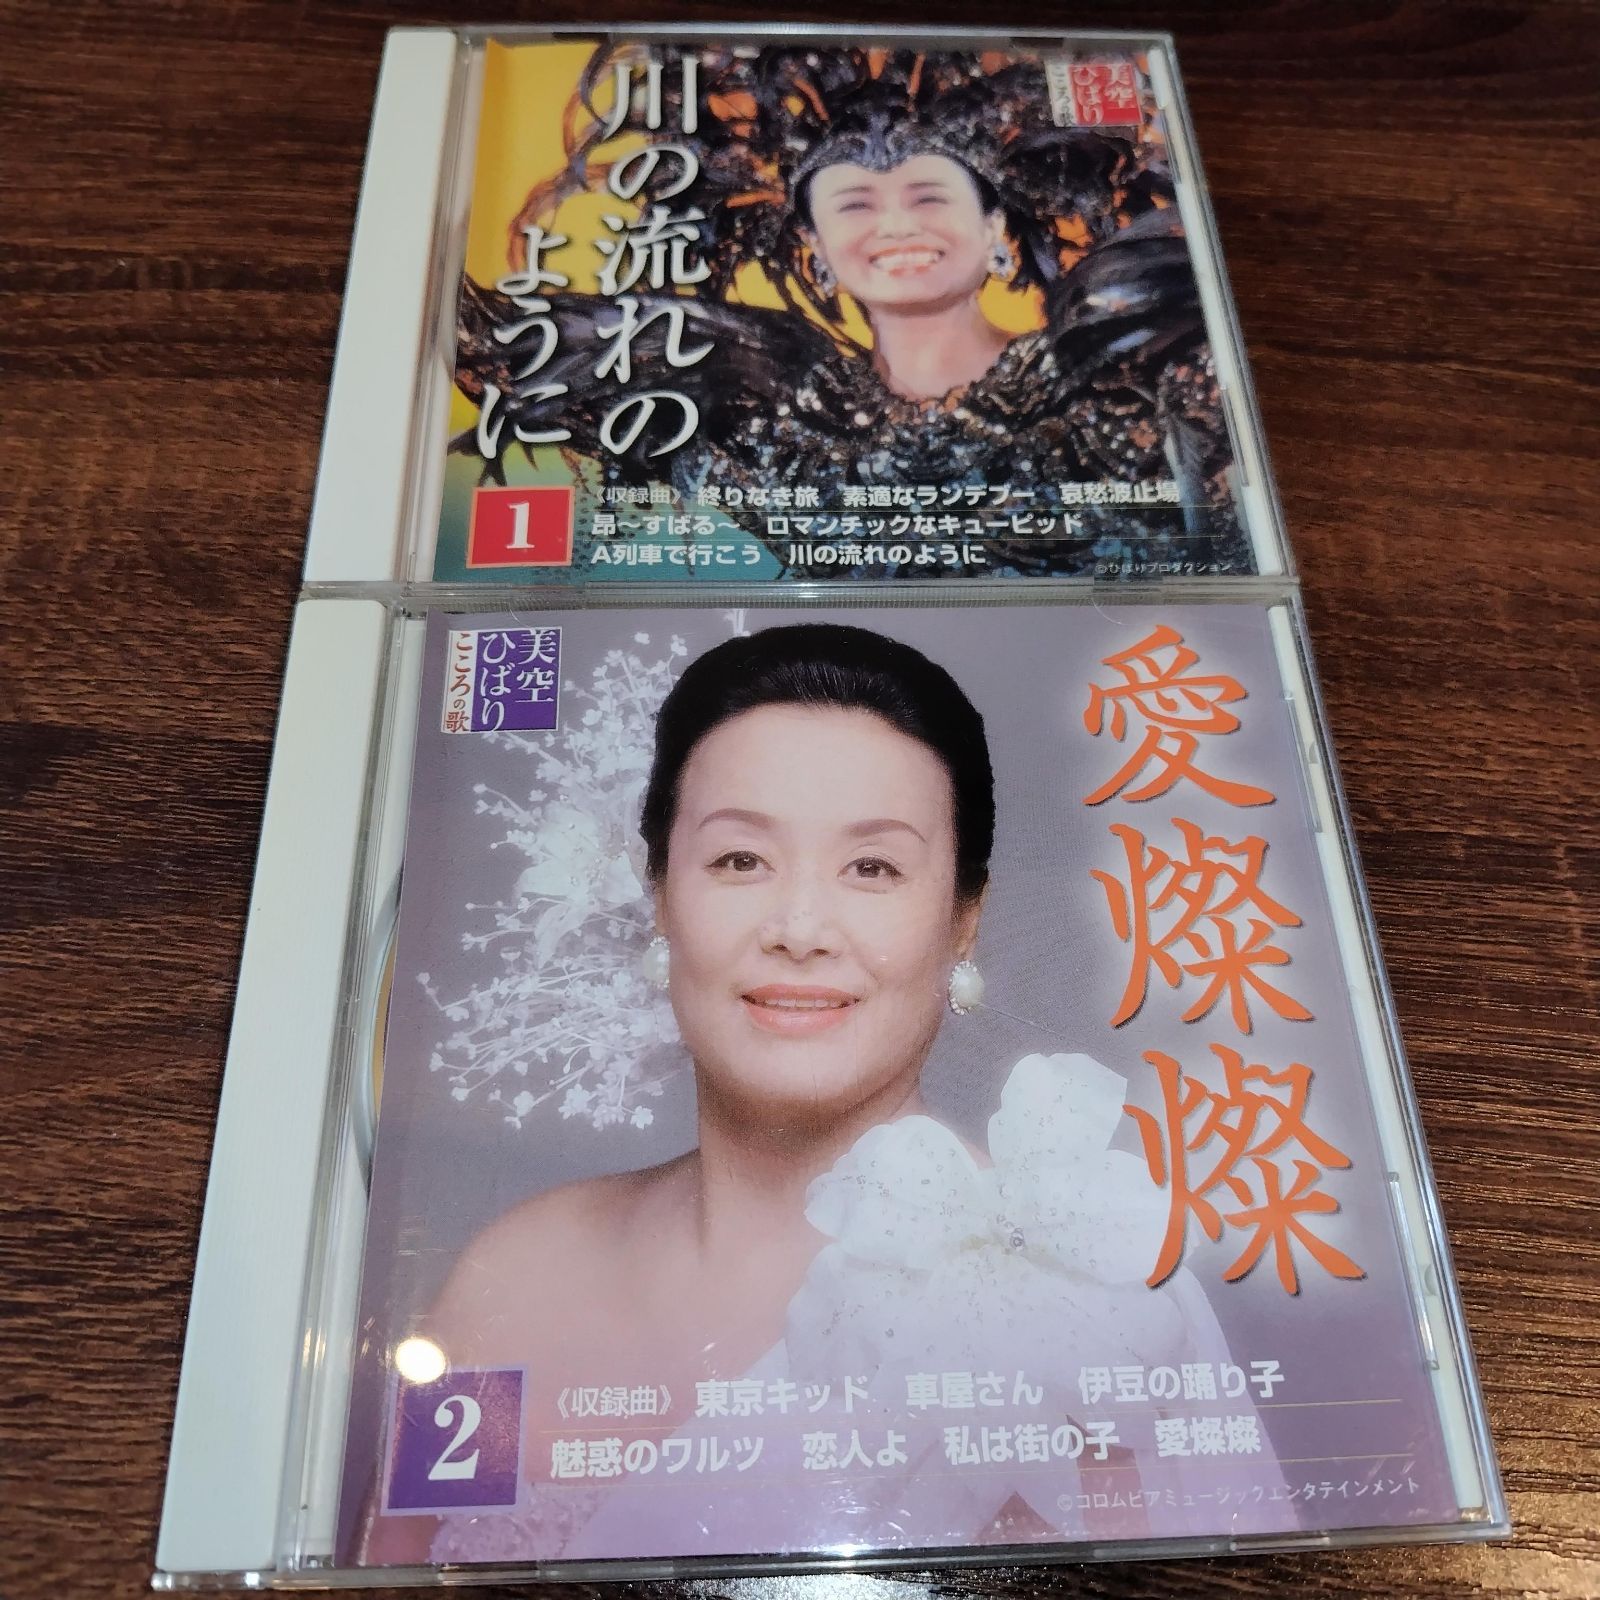 川の流れの
ように
美空
ひばり
こころの歌
1
《収録曲》 終りなき旅 素適なランデブー 哀愁波止場
昴～すばる～ ロマンチックなキューピッド
A列車で行こう 川の流れのように
©ひばりプロダクション
美空
ひばり
こころの歌
愛燦燦
2
《収録曲》 東京キッド 車屋さん 伊豆の踊り子
魅惑のワルツ 恋人よ 私は街の子 愛燦燦
©コロムビアミュージックエンタテインメント